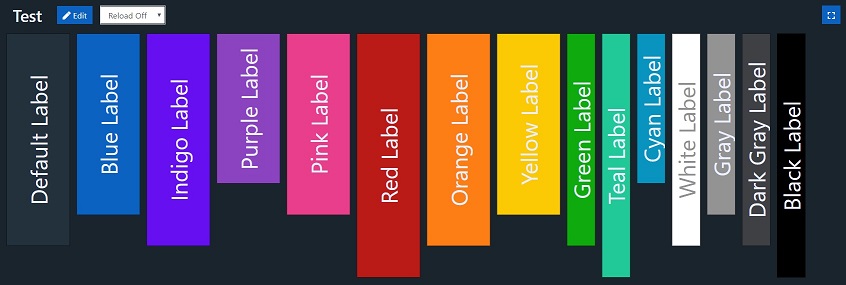 Test
Edit
Reload Off
Default Label
Blue Label
Indigo Label
Purple Label
Pink Label
Red Label
Orange Label
Yellow Label
Green Label
Teal Label
Cyan Label
White Label
Gray Label
Dark Gray Label
Black Label